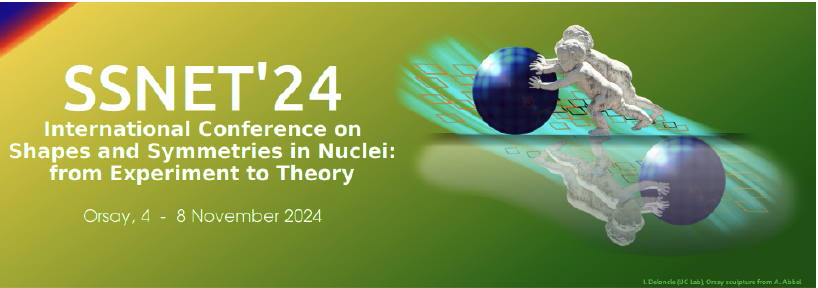 SSNET'24
International Conference on
Shapes and Symmetries in Nuclei:
from Experiment to Theory
Orsay, 4 - 8 November 2024
I. Deloncle (IJC Lab), Orsay sculpture from A. Abbal